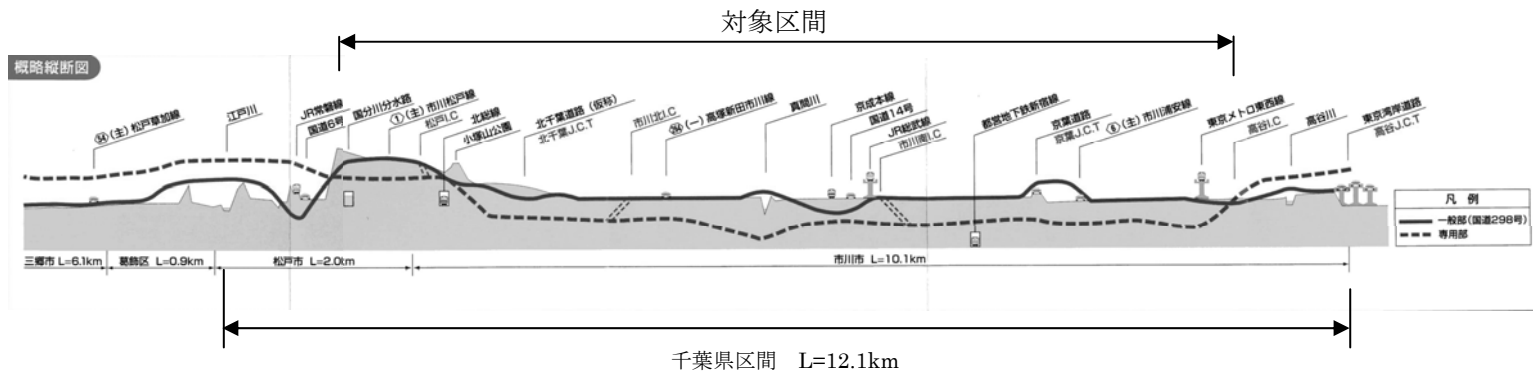 対象区間
概略縦断図
㉞(主)松戸草加線
江戸川
JR常磐線
国道6号
国分川分水路
①(主)市川松戸線
松戸I.C
北総線
小塚山公園
北千葉道路(仮称)
北千葉J.C.T
市川北I.C
(一)高塚新田市川線
真間川
京成本線
国道14号
JR総武線
市川南I.C
都営地下鉄新宿線
京葉道路
京葉J.C.T
⑥(主)市川浦安線
東京メトロ東西線
高谷I.C
高谷川
東京湾岸道路
高谷J.C.T
凡 例
一般部(国道298号)
専用部
三郷市 L=6.1km
葛飾区 L=0.9km
松戸市 L=2.0km
市川市 L=10.1km
千葉県区間 L=12.1km